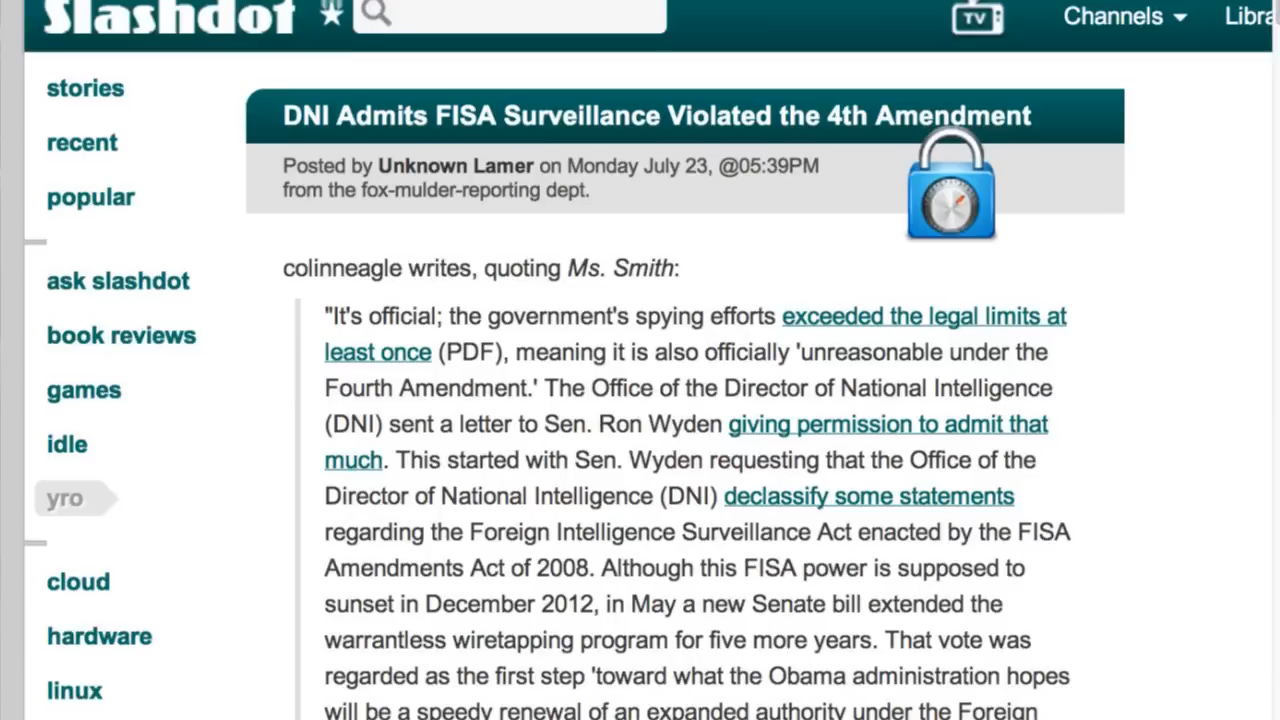 Slashdot
TV
Channels
Libra
stories
recent
popular
ask slashdot
book reviews
games
idle
yro
cloud
hardware
linux
DNI Admits FISA Surveillance Violated the 4th Amendment
Posted by Unknown Lamer on Monday July 23, @05:39PM
from the fox-mulder-reporting dept.
colinneagle writes, quoting Ms. Smith:
"It's official; the government's spying efforts exceeded the legal limits at
least once (PDF), meaning it is also officially 'unreasonable under the
Fourth Amendment.' The Office of the Director of National Intelligence
(DNI) sent a letter to Sen. Ron Wyden giving permission to admit that
much. This started with Sen. Wyden requesting that the Office of the
Director of National Intelligence (DNI) declassify some statements
regarding the Foreign Intelligence Surveillance Act enacted by the FISA
Amendments Act of 2008. Although this FISA power is supposed to
sunset in December 2012, in May a new Senate bill extended the
warrantless wiretapping program for five more years. That vote was
regarded as the first step 'toward what the Obama administration hopes
will be a speedy renewal of an expanded authority under the Foreign